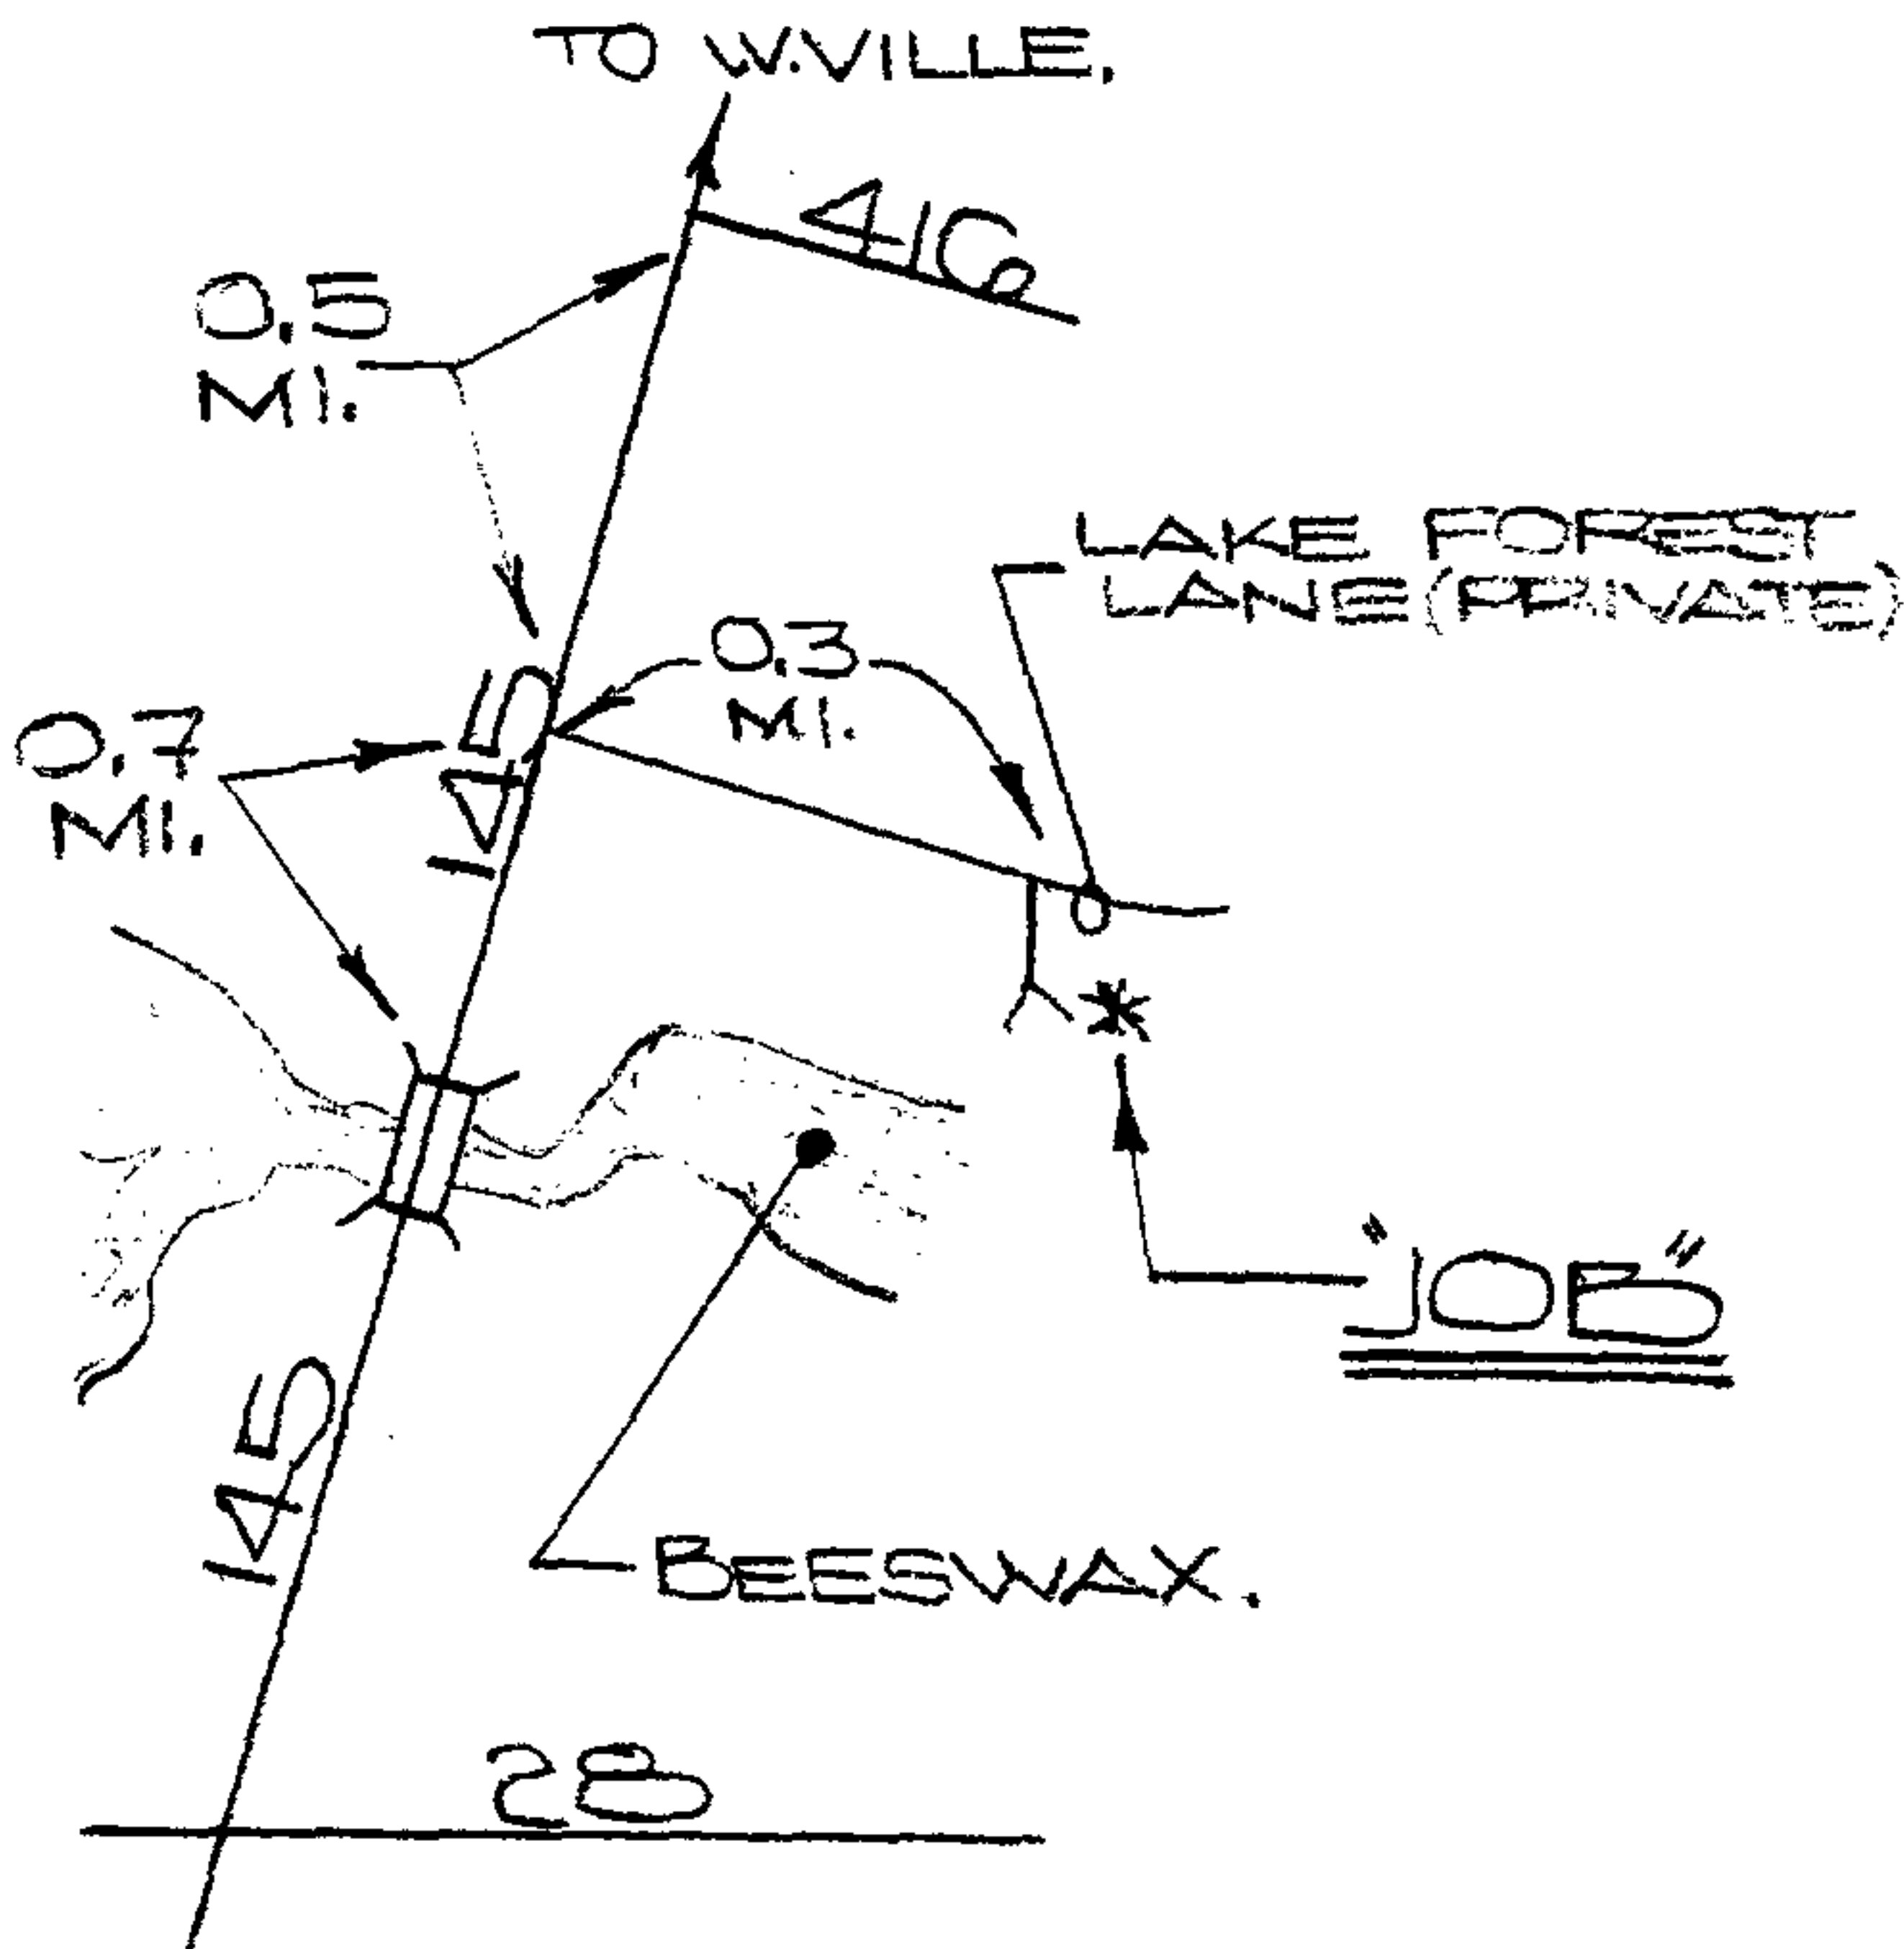 TO W.VILLE.
416
0.5
MI.
LAKE FOREST
LANE (PRIVATE)
0.3
MI.
0.7
MI.
145
"JOB"
145
BEESWAX.
28